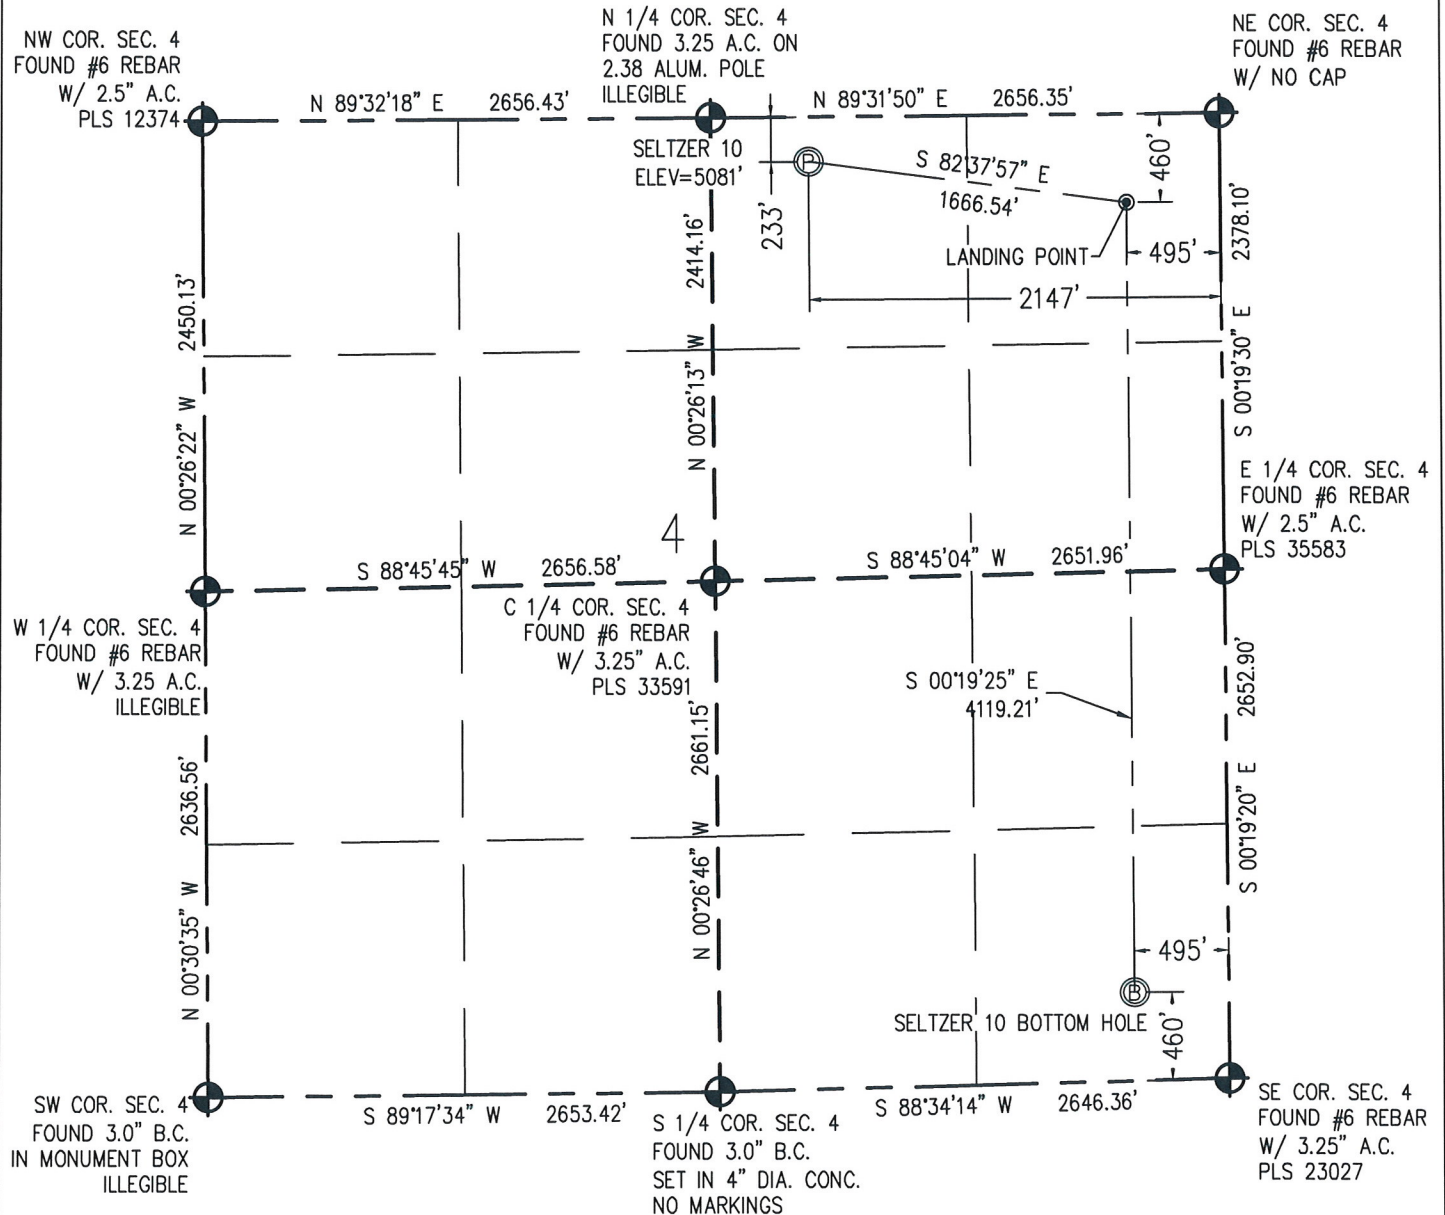 NW COR. SEC. 4
FOUND #6 REBAR
W/ 2.5" A.C.
PLS 12374
N 1/4 COR. SEC. 4
FOUND 3.25 A.C. ON
2.38 ALUM. POLE
ILLEGIBLE
NE COR. SEC. 4
FOUND #6 REBAR
W/ NO CAP
N 89°32'18" E 2656.43'
N 89°31'50" E 2656.35'
SELTZER 10
ELEV=5081'
P
233'
S 82°37'57" E
1666.54'
460'
LANDING POINT
495'
2147'
2450.13'
N 00°26'22" W
2414.16'
N 00°26'13" W
2378.10'
S 00°19'30" E
E 1/4 COR. SEC. 4
FOUND #6 REBAR
W/ 2.5" A.C.
PLS 35583
4
S 88°45'45" W 2656.58'
S 88°45'04" W 2651.96'
W 1/4 COR. SEC. 4
FOUND #6 REBAR
W/ 3.25 A.C.
ILLEGIBLE
C 1/4 COR. SEC. 4
FOUND #6 REBAR
W/ 3.25" A.C.
PLS 33591
S 00°19'25" E
4119.21'
2636.56'
N 00°30'35" W
2661.15'
N 00°26'46" W
2652.90'
S 00°19'20" E
495'
B
SELTZER 10 BOTTOM HOLE
460'
SW COR. SEC. 4
FOUND 3.0" B.C.
IN MONUMENT BOX
ILLEGIBLE
S 89°17'34" W 2653.42'
S 1/4 COR. SEC. 4
FOUND 3.0" B.C.
SET IN 4" DIA. CONC.
NO MARKINGS
S 88°34'14" W 2646.36'
SE COR. SEC. 4
FOUND #6 REBAR
W/ 3.25" A.C.
PLS 23027